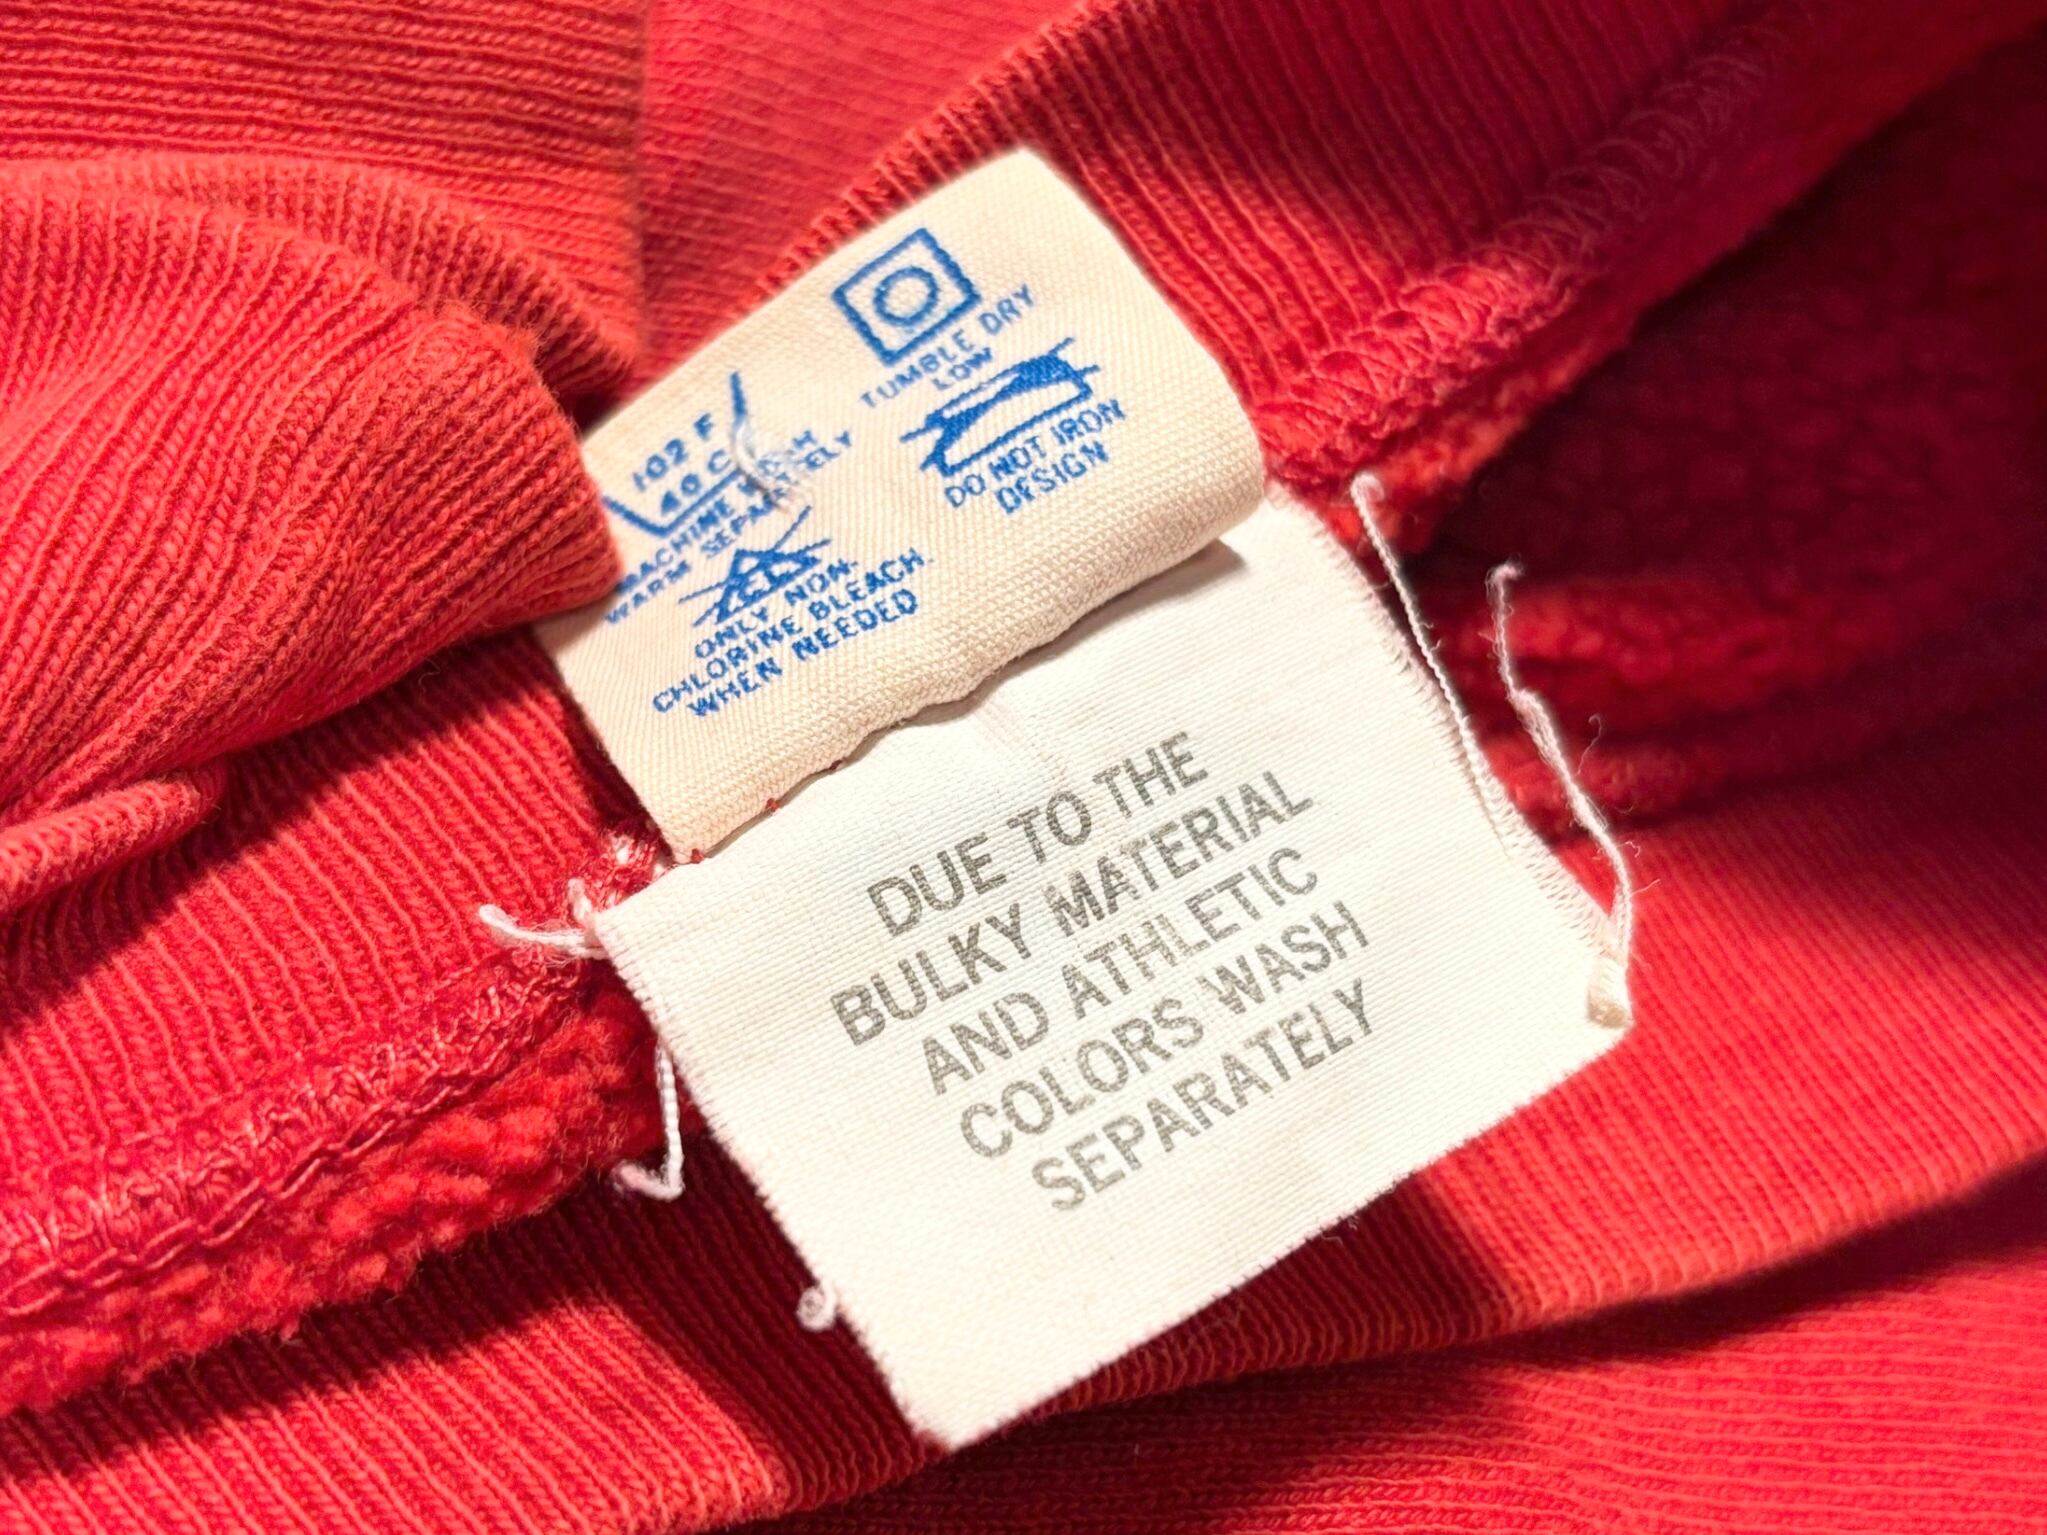 TUMBLE DRY
LOW
102 F
40 C
MACHINE WASH
WARM SEPARATELY
DO NOT IRON
DESIGN
ONLY NON-
CHLORINE BLEACH
WHEN NEEDED
DUE TO THE
BULKY MATERIAL
AND ATHLETIC
COLORS WASH
SEPARATELY